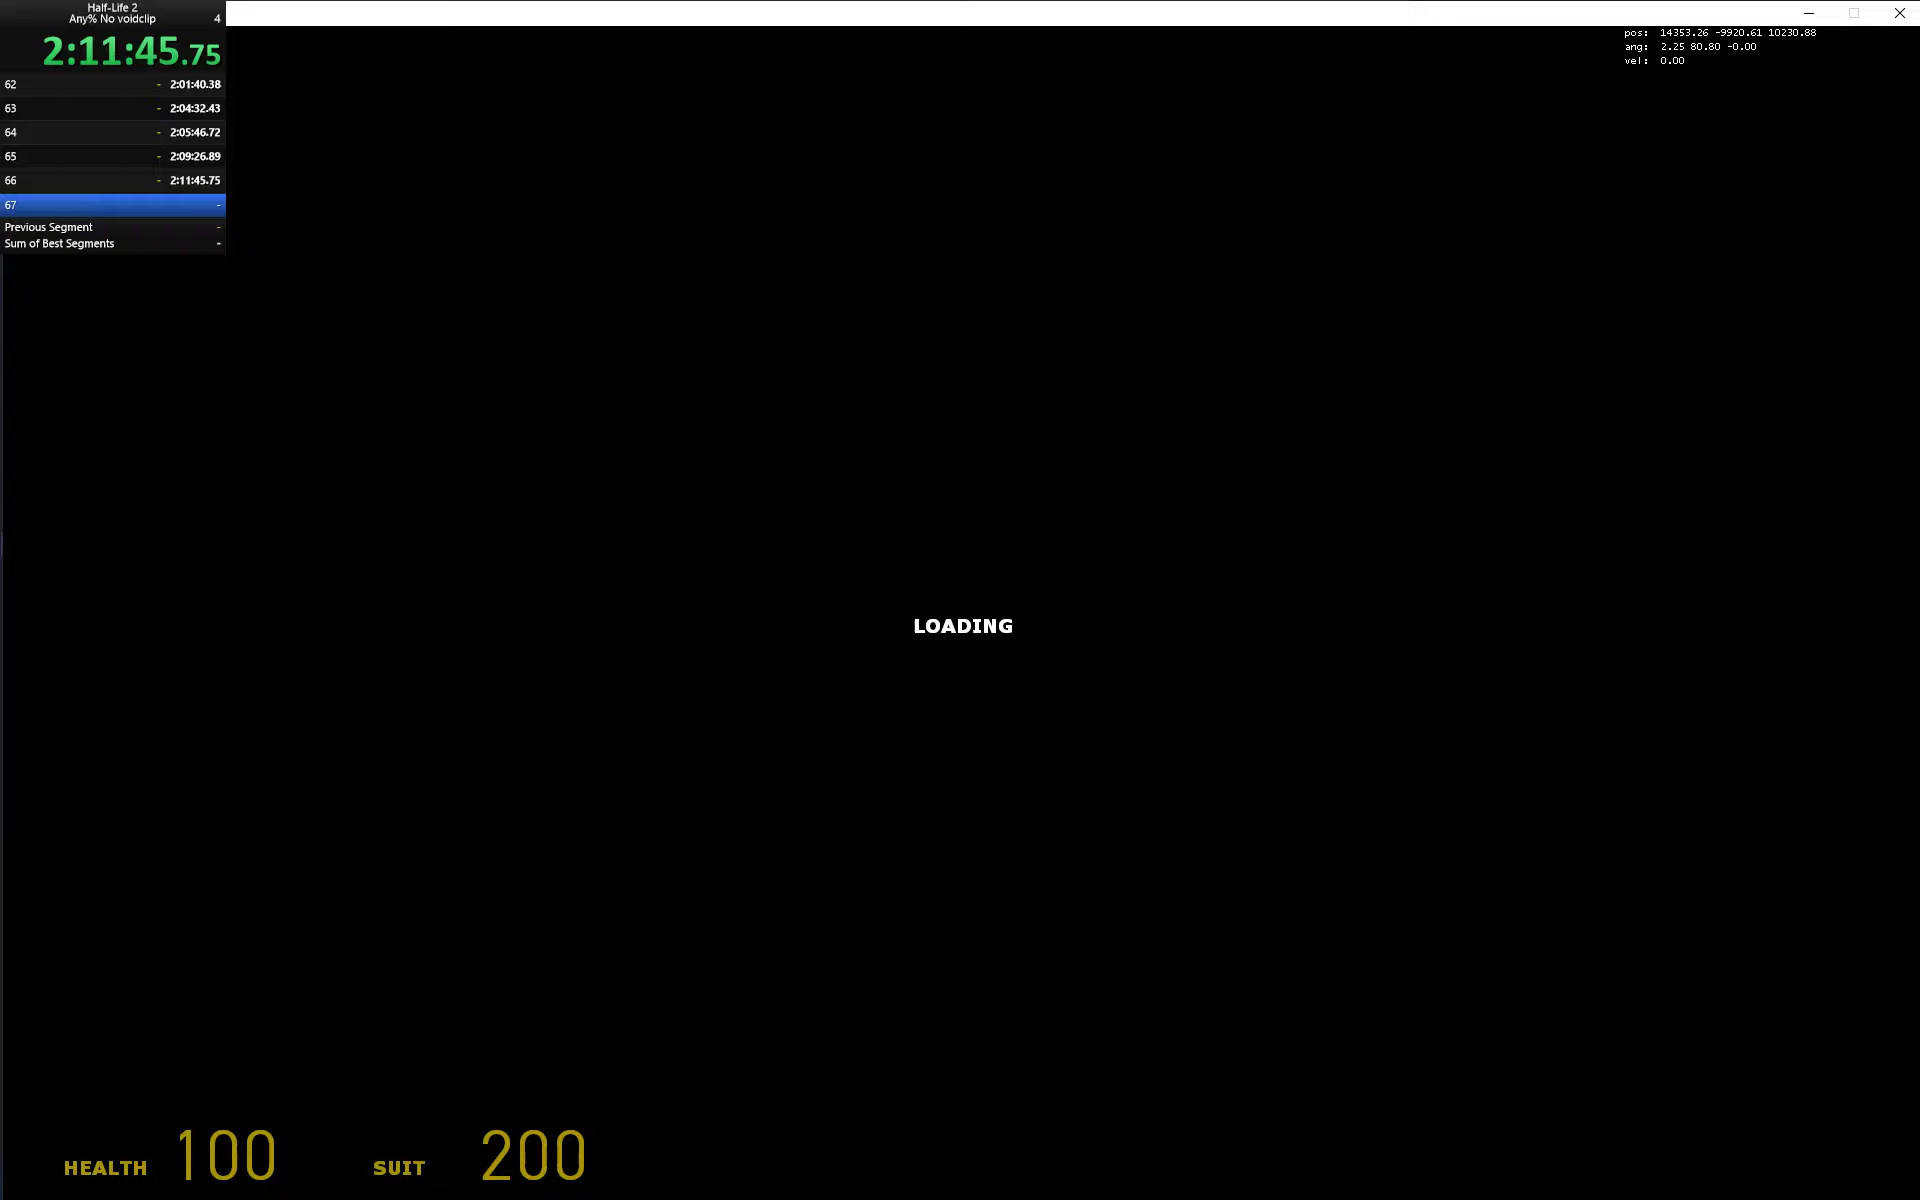 Half-Life 2
Any% No voidclip 4
2:11:45.75
62 - 2:01:40.38
63 - 2:04:32.43
64 - 2:05:46.72
65 - 2:09:26.89
66 - 2:11:45.75
67 -
Previous Segment -
Sum of Best Segments -
pos: 14353.26 -9920.61 10230.88
ang: 2.25 80.80 -0.00
vel: 0.00
LOADING
HEALTH 100 SUIT 200